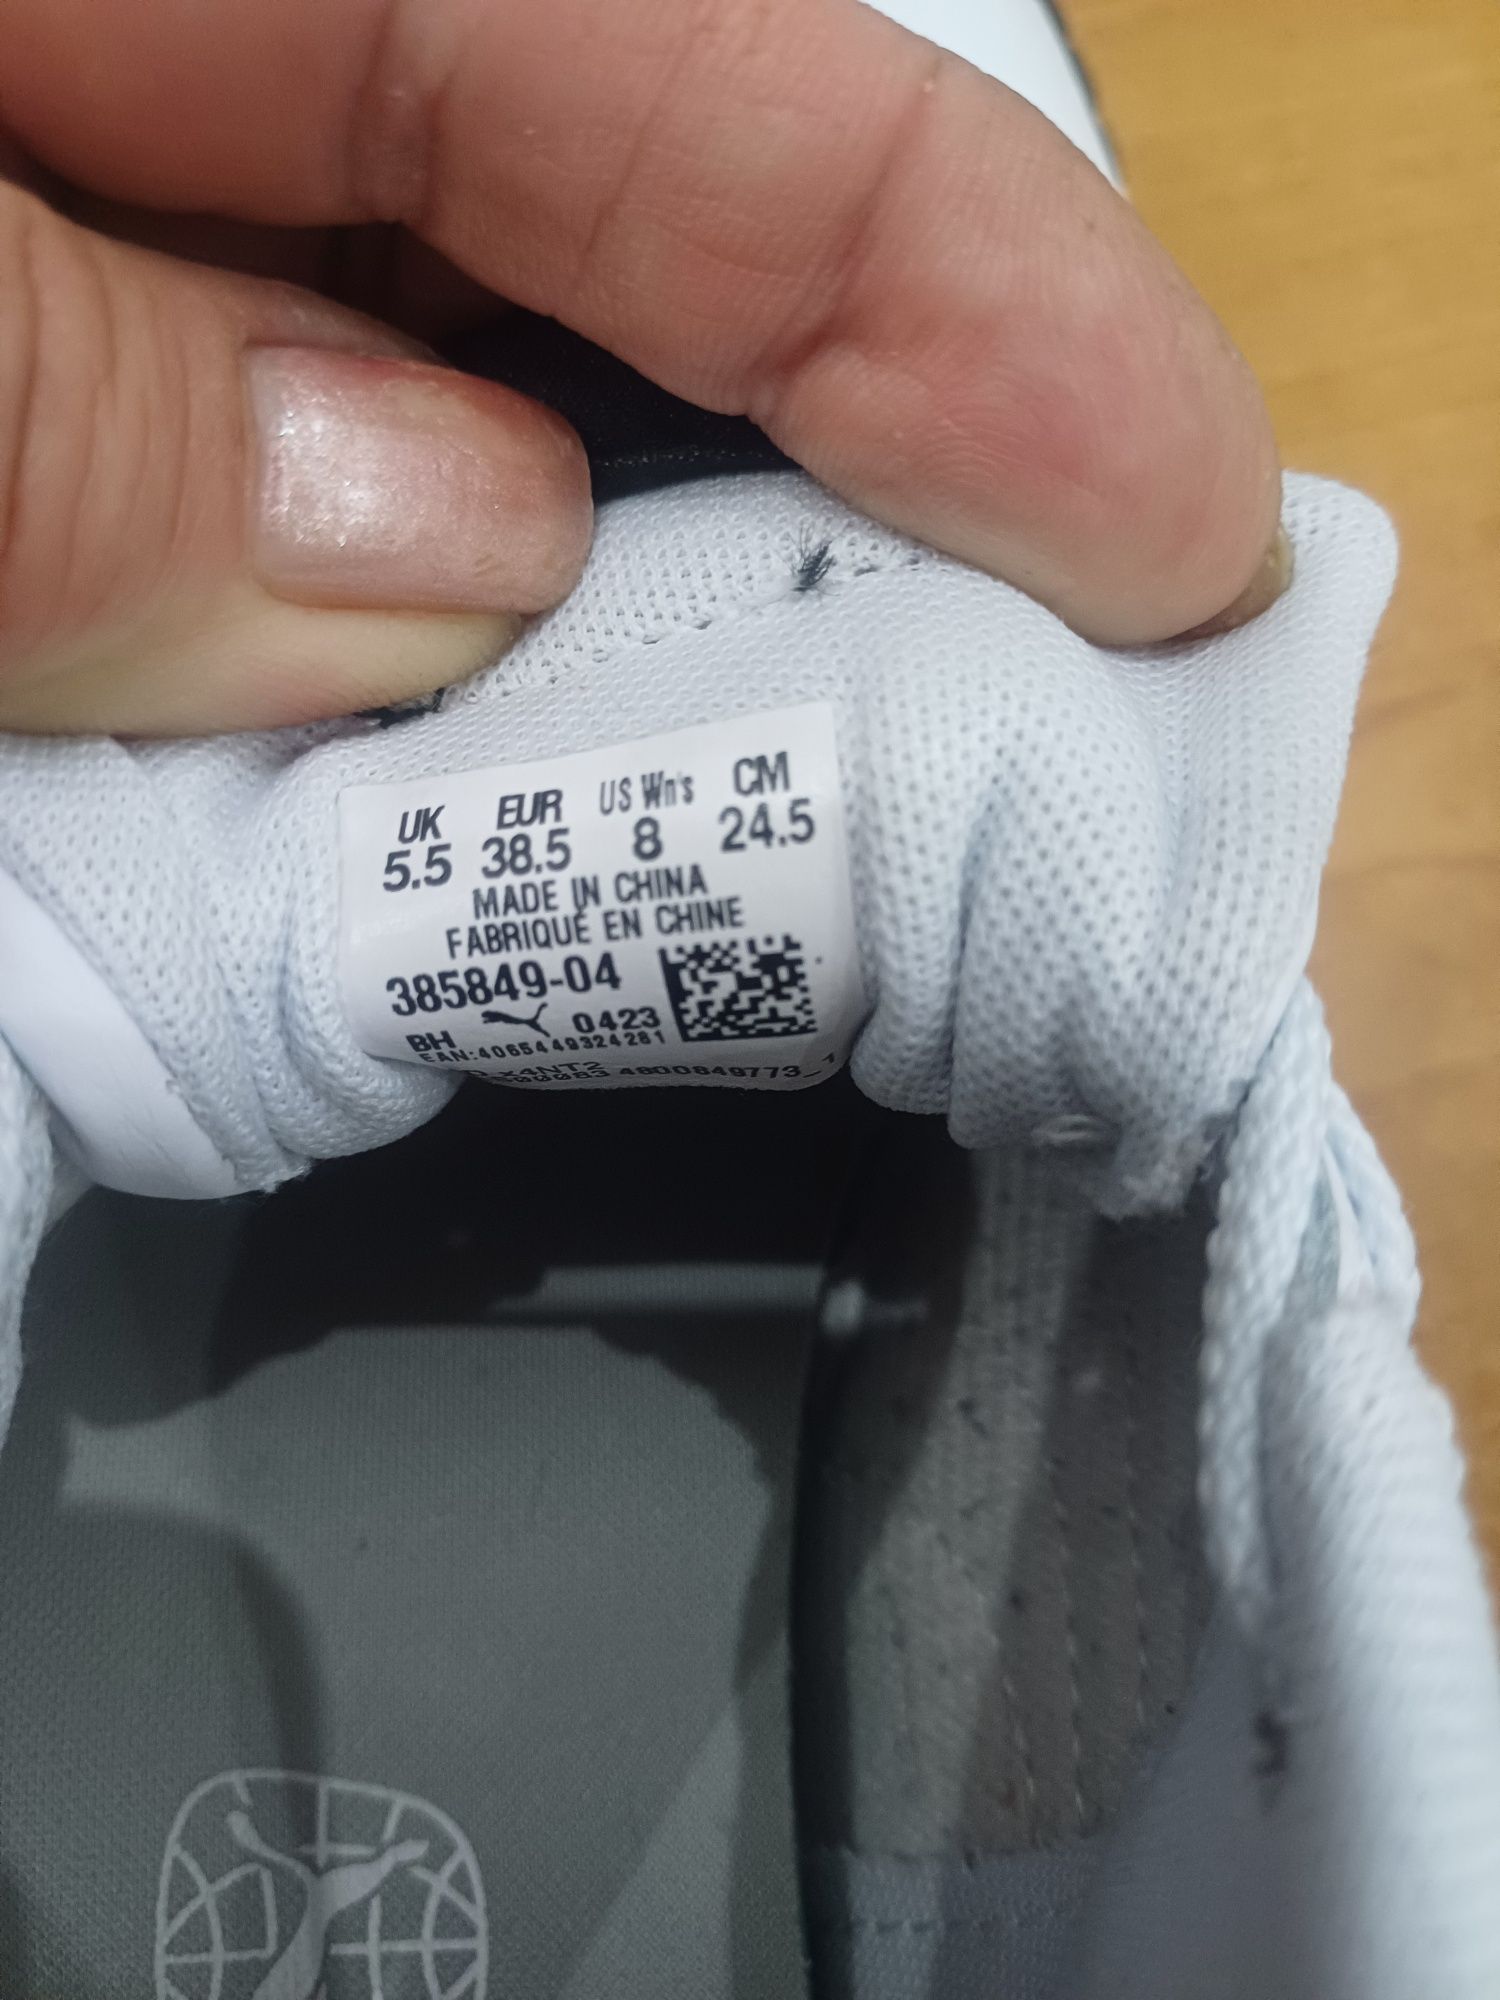 UK EUR US Wn's CM
5.5 38.5 8 24.5
MADE IN CHINA
FABRIQUÉ EN CHINE
385849-04
BH 0423
EAN:4065449324281
4800849773_1